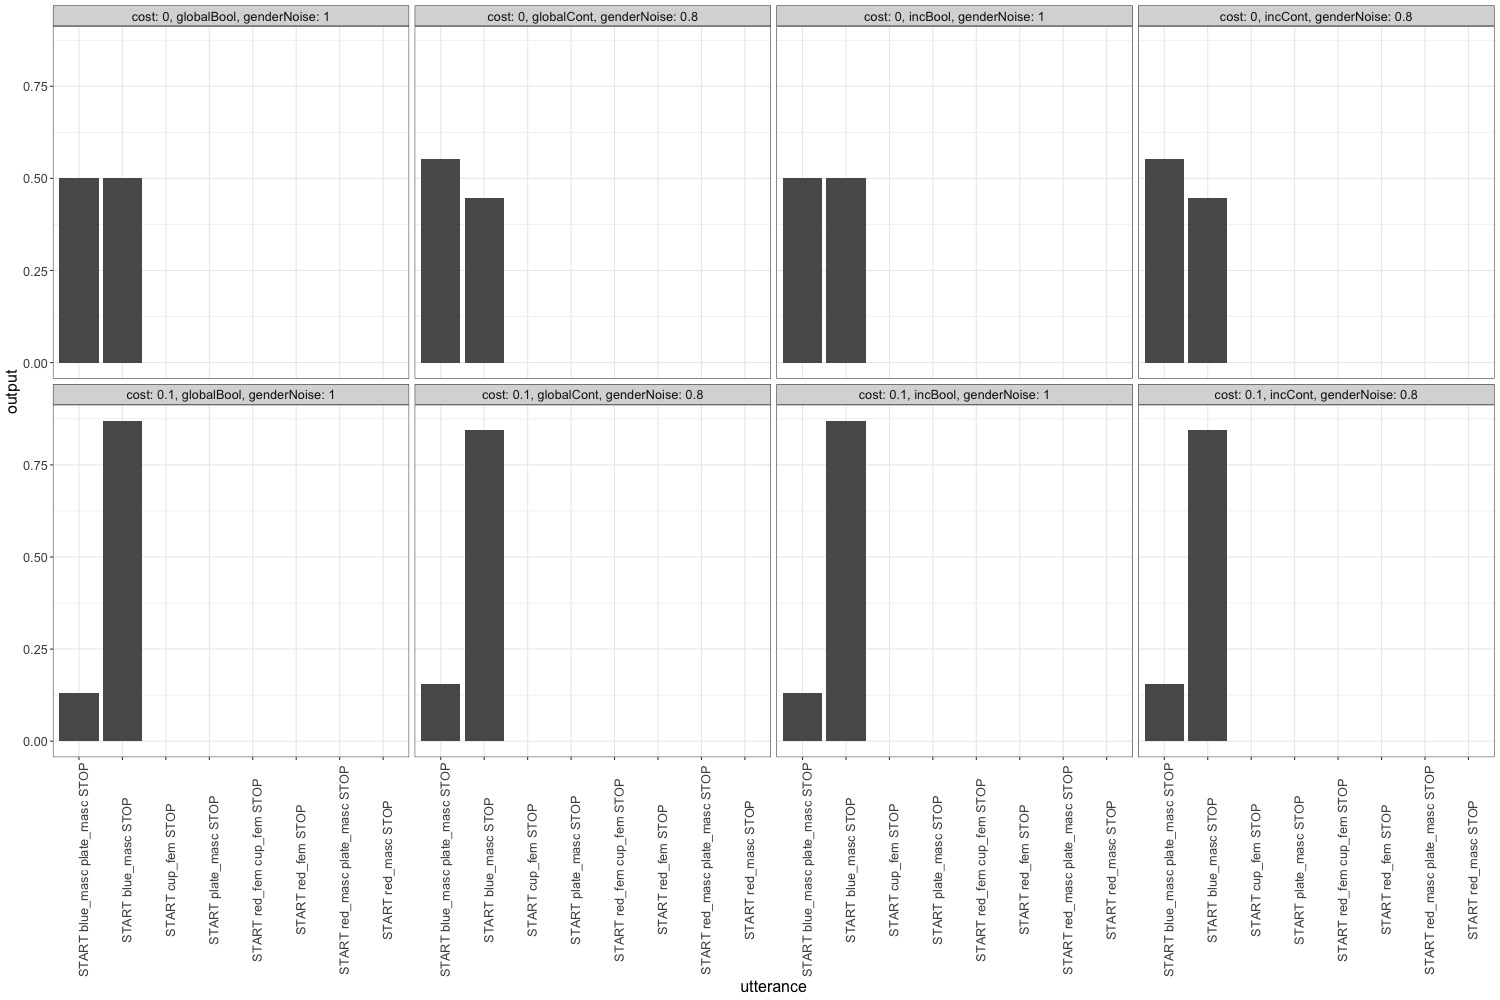 cost: 0, globalBool, genderNoise: 1
cost: 0, globalCont, genderNoise: 0.8
cost: 0, incBool, genderNoise: 1
cost: 0, incCont, genderNoise: 0.8
0.75
0.50
0.25
0.00
output
cost: 0.1, globalBool, genderNoise: 1
cost: 0.1, globalCont, genderNoise: 0.8
cost: 0.1, incBool, genderNoise: 1
cost: 0.1, incCont, genderNoise: 0.8
0.75
0.50
0.25
0.00
START blue_masc plate_masc STOP
START blue_masc STOP
START cup_fem STOP
START plate_masc STOP
START red_fem cup_fem STOP
START red_fem STOP
START red_masc plate_masc STOP
START red_masc STOP
START blue_masc plate_masc STOP
START blue_masc STOP
START cup_fem STOP
START plate_masc STOP
START red_fem cup_fem STOP
START red_fem STOP
START red_masc plate_masc STOP
START red_masc STOP
START blue_masc plate_masc STOP
START blue_masc STOP
START cup_fem STOP
START plate_masc STOP
START red_fem cup_fem STOP
START red_fem STOP
START red_masc plate_masc STOP
START red_masc STOP
START blue_masc plate_masc STOP
START blue_masc STOP
START cup_fem STOP
START plate_masc STOP
START red_fem cup_fem STOP
START red_fem STOP
START red_masc plate_masc STOP
START red_masc STOP
utterance